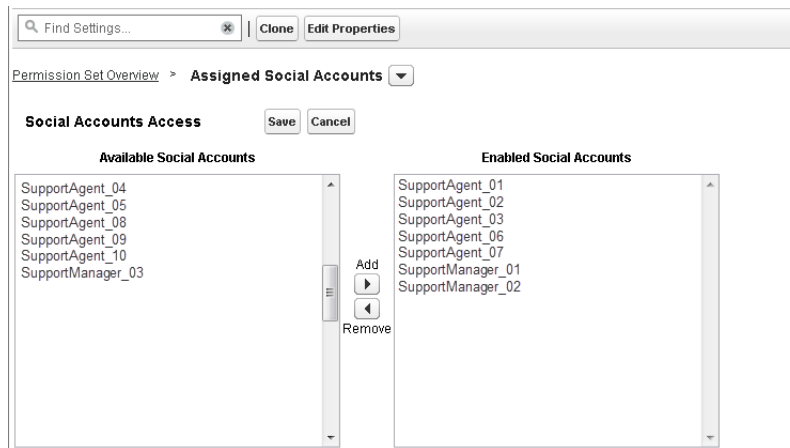 Find Settings... | Clone Edit Properties
Permission Set Overview > Assigned Social Accounts
Social Accounts Access Save Cancel
Available Social Accounts
SupportAgent_04
SupportAgent_05
SupportAgent_08
SupportAgent_09
SupportAgent_10
SupportManager_03
Add
Remove
Enabled Social Accounts
SupportAgent_01
SupportAgent_02
SupportAgent_03
SupportAgent_06
SupportAgent_07
SupportManager_01
SupportManager_02